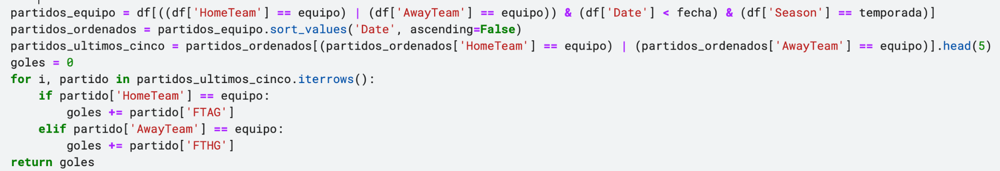 partidos_equipo = df[((df['HomeTeam'] == equipo) | (df['AwayTeam'] == equipo)) & (df['Date'] < fecha) & (df['Season'] == temporada)]
partidos_ordenados = partidos_equipo.sort_values('Date', ascending=False)
partidos_ultimos_cinco = partidos_ordenados[(partidos_ordenados['HomeTeam'] == equipo) | (partidos_ordenados['AwayTeam'] == equipo)].head(5)
goles = 0
for i, partido in partidos_ultimos_cinco.iterrows():
    if partido['HomeTeam'] == equipo:
        goles += partido['FTAG']
    elif partido['AwayTeam'] == equipo:
        goles += partido['FTHG']
return goles